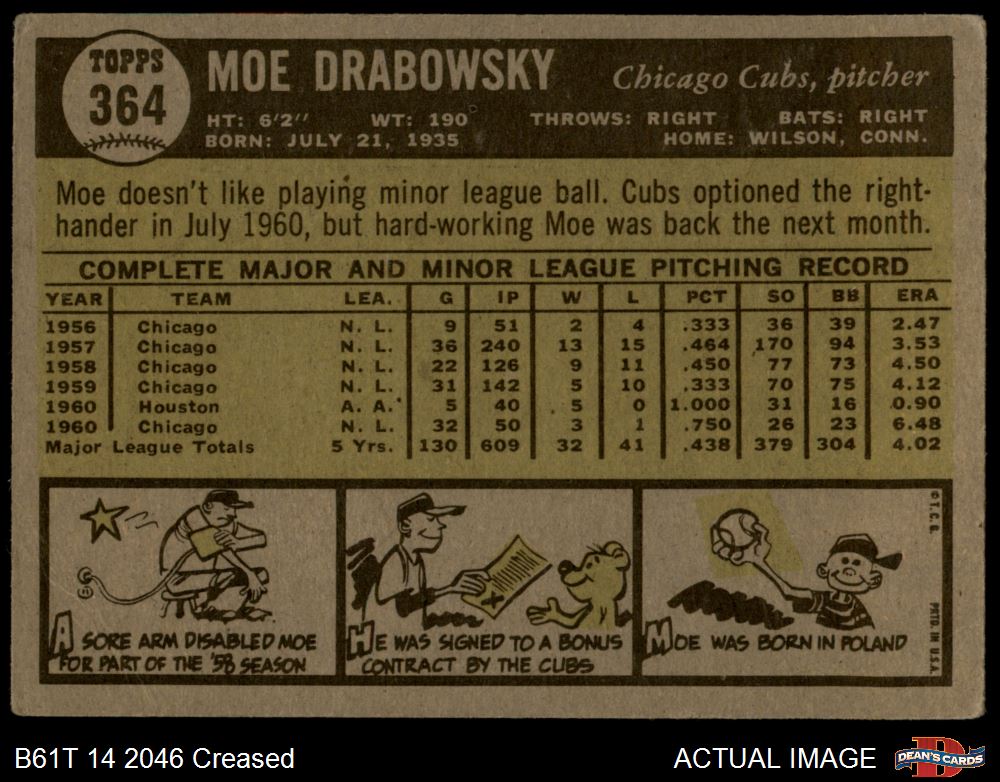 TOPPS
364
MOE DRABOWSKY
Chicago Cubs, pitcher
HT: 6'2" WT: 190 THROWS: RIGHT BATS: RIGHT
BORN: JULY 21, 1935 HOME: WILSON, CONN.
Moe doesn't like playing minor league ball. Cubs optioned the right-
hander in July 1960, but hard-working Moe was back the next month.
COMPLETE MAJOR AND MINOR LEAGUE PITCHING RECORD
YEAR TEAM LEA. G IP W L PCT SO BB ERA
1956 Chicago N. L. 9 51 2 4 .333 36 39 2.47
1957 Chicago N. L. 36 240 13 15 .464 170 94 3.53
1958 Chicago N. L. 22 126 9 11 .450 77 73 4.50
1959 Chicago N. L. 31 142 5 10 .333 70 75 4.12
1960 Houston A. A. 5 40 5 0 1.000 31 16 0.90
1960 Chicago N. L. 32 50 3 1 .750 26 23 6.48
Major League Totals 5 Yrs. 130 609 32 41 .438 379 304 4.02
A SORE ARM DISABLED MOE
FOR PART OF THE '58 SEASON
HE WAS SIGNED TO A BONUS
CONTRACT BY THE CUBS
MOE WAS BORN IN POLAND
© T.C.G.
PRTD. IN U.S.A.
B61T 14 2046 Creased
ACTUAL IMAGE
D
DEAN'S CARDS